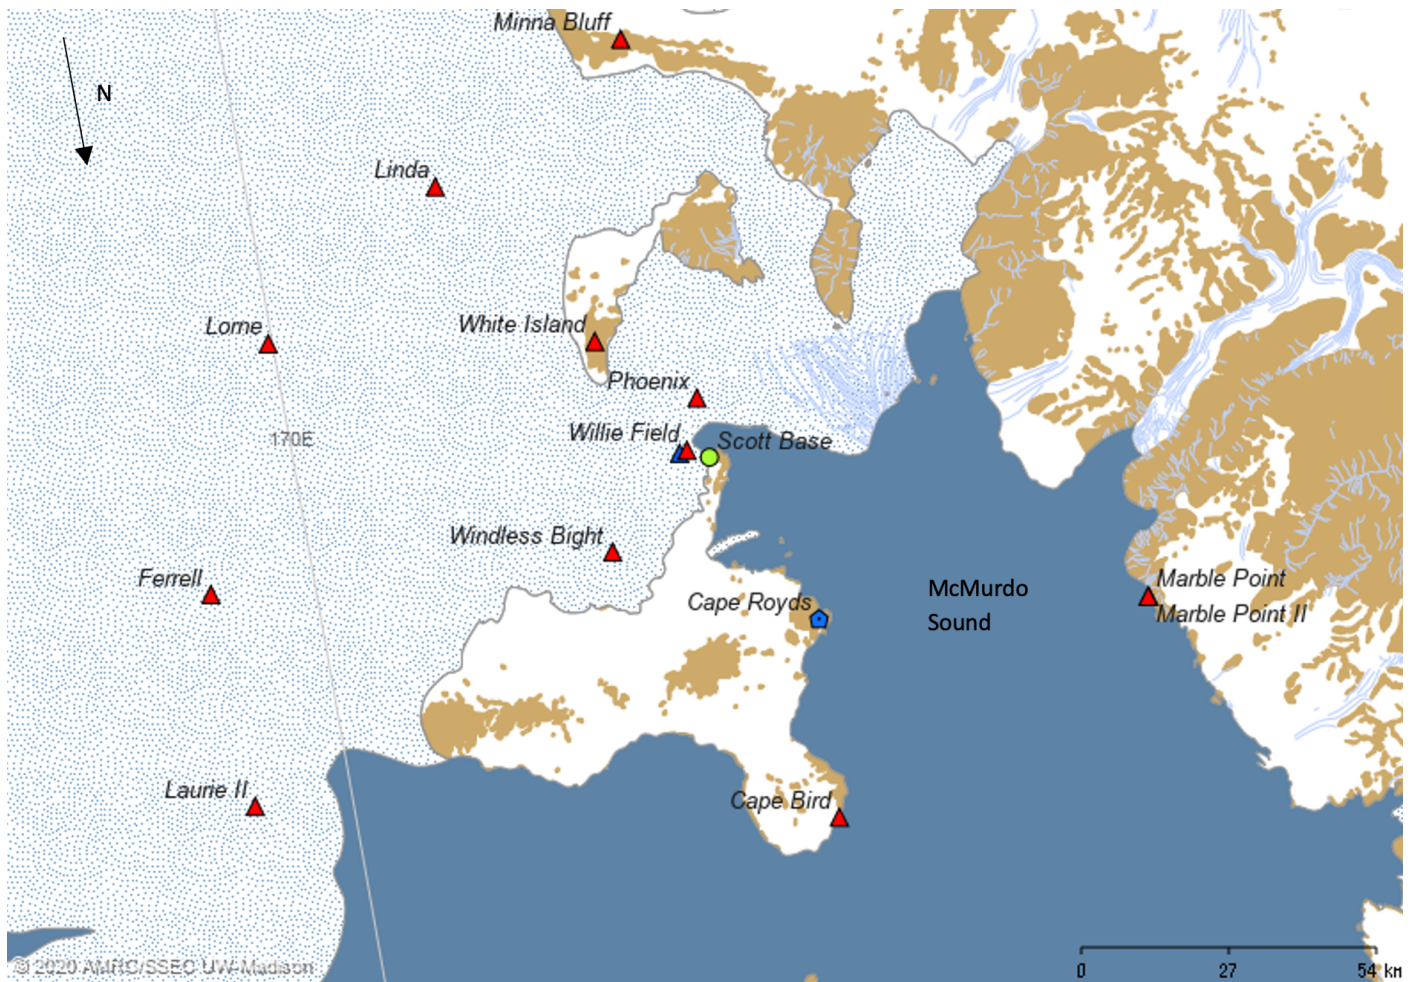 Minna Bluff
N
Linda
Lorne
White Island
Phoenix
Willie Field
Scott Base
170E
Windless Bight
Ferrell
Marble Point
McMurdo
Sound
Cape Royds
Marble Point II
Laurie II
Cape Bird
© 2020 AMRC/SSEC UW-Madison
0 27 54 km